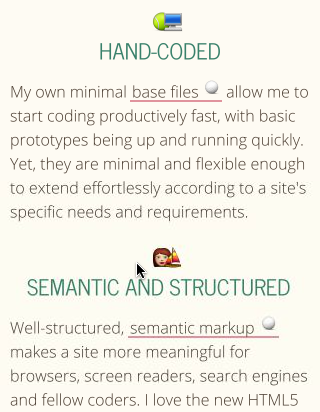 HAND-CODED
My own minimal base files allow me to
start coding productively fast, with basic
prototypes being up and running quickly.
Yet, they are minimal and flexible enough
to extend effortlessly according to a site's
specific needs and requirements.
SEMANTIC AND STRUCTURED
Well-structured, semantic markup
makes a site more meaningful for
browsers, screen readers, search engines
and fellow coders. I love the new HTML5